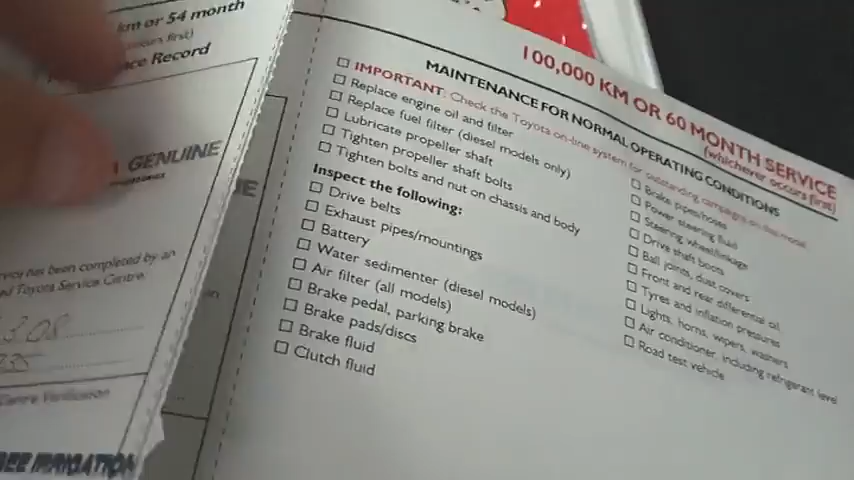 km or 54 month
occurs first)
Record
GENUINE
has been completed by an
Toyota Service Centre.
308
Centre Verification
IRRIGATION
100,000 KM OR 60 MONTH SERVICE
(whichever occurs first)
MAINTENANCE FOR NORMAL OPERATING CONDITIONS
IMPORTANT: Check the Toyota on-line system for outstanding campaigns on this model
Replace engine oil and filter
Replace fuel filter (diesel models only)
Lubricate propeller shaft
Tighten propeller shaft bolts
Tighten bolts and nut on chassis and body
Inspect the following:
Drive belts
Exhaust pipes/mountings
Battery
Water sedimenter (diesel models)
Air filter (all models)
Brake pedal, parking brake
Brake pads/discs
Brake fluid
Clutch fluid
Brake pipes/hoses
Power steering fluid
Steering wheel/linkage
Drive shaft boots
Ball joints, dust covers
Front and rear differential oil
Tyres and inflation pressures
Lights, horns, wipers, washers
Air conditioner, including refrigerant level
Road test vehicle